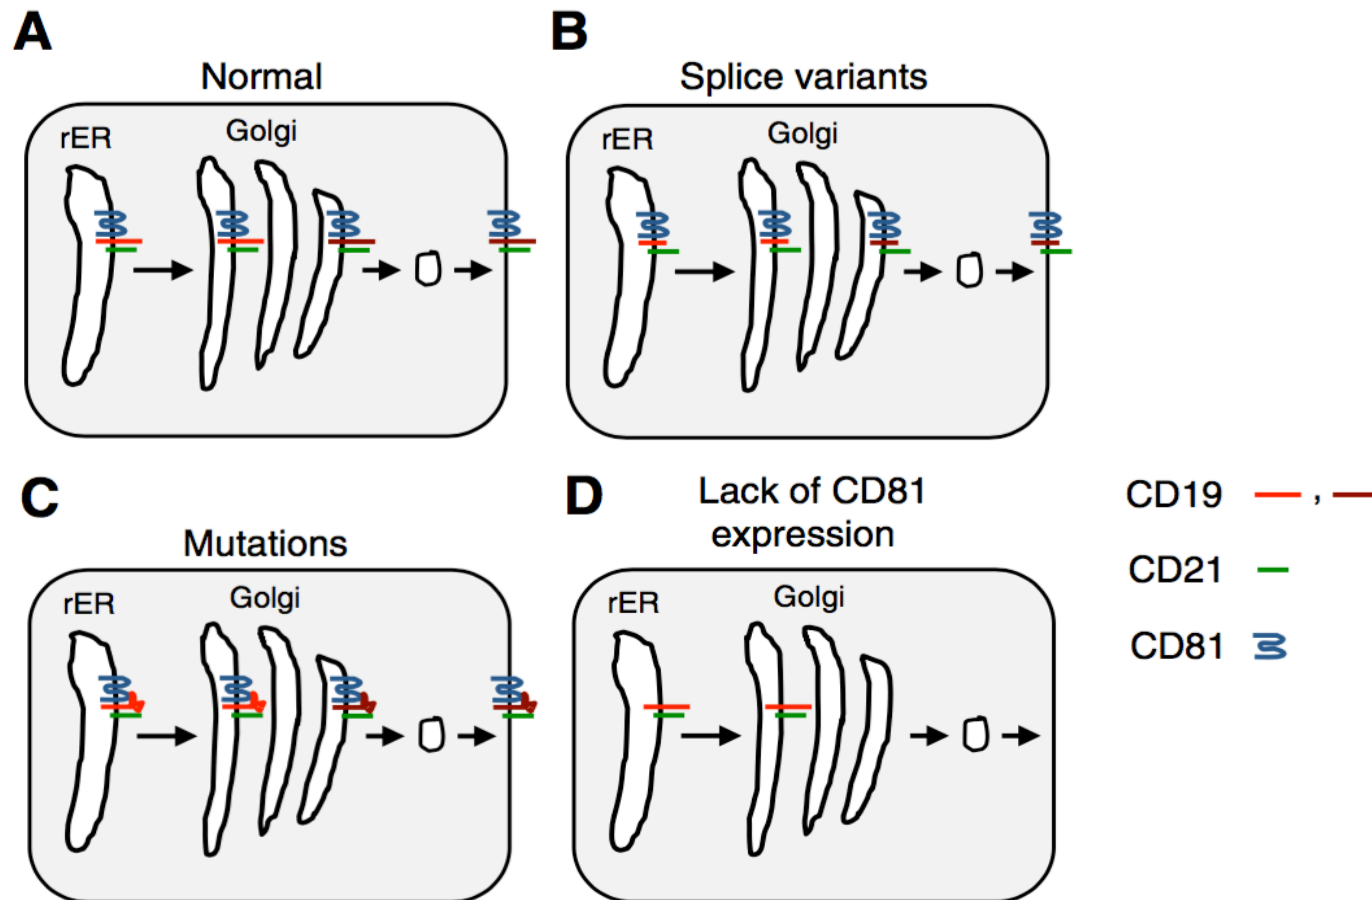 A
Normal
rER
Golgi
B
Splice variants
rER
Golgi
C
Mutations
rER
Golgi
D
Lack of CD81
expression
rER
Golgi
CD19 ,
CD21
CD81